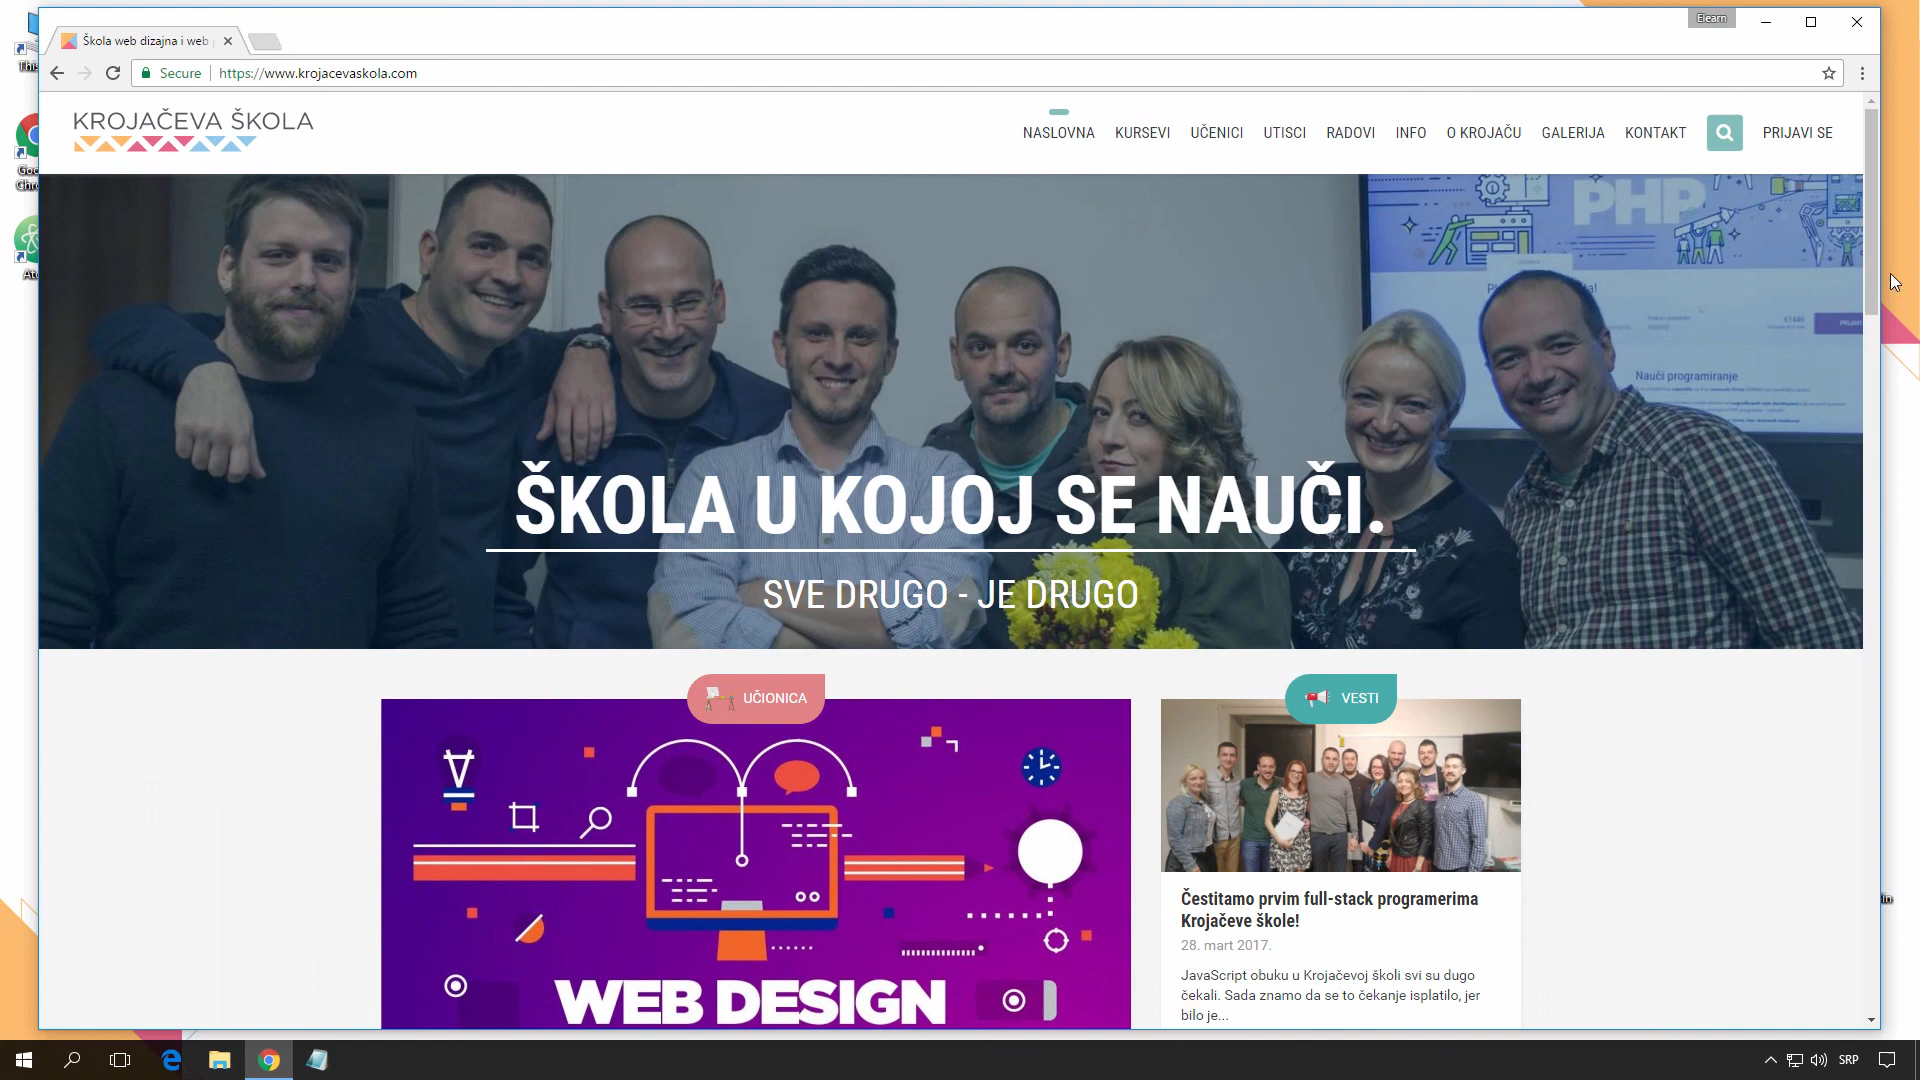 Elearn
Škola web dizajna i web
Secure
https://www.krojacevaskola.com
KROJAČEVA ŠKOLA
NASLOVNA
KURSEVI
UČENICI
UTISCI
RADOVI
INFO
O KROJAČU
GALERIJA
KONTAKT
PRIJAVI SE
PHP
Nauči programiranje
ŠKOLA U KOJOJ SE NAUČI.
SVE DRUGO - JE DRUGO
UČIONICA
VESTI
WEB DESIGN
Čestitamo prvim full-stack programerima
Krojačeve škole!
28. mart 2017.
JavaScript obuku u Krojačevoj školi svi su dugo
čekali. Sada znamo da se to čekanje isplatilo, jer
bilo je...
SRP